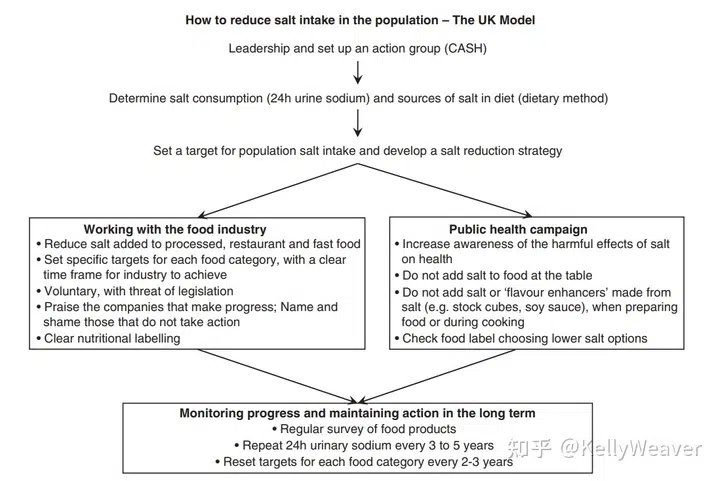 How to reduce salt intake in the population – The UK Model
Leadership and set up an action group (CASH)
Determine salt consumption (24h urine sodium) and sources of salt in diet (dietary method)
Set a target for population salt intake and develop a salt reduction strategy
Working with the food industry
• Reduce salt added to processed, restaurant and fast food
• Set specific targets for each food category, with a clear
time frame for industry to achieve
• Voluntary, with threat of legislation
• Praise the companies that make progress; Name and
shame those that do not take action
• Clear nutritional labelling
Public health campaign
• Increase awareness of the harmful effects of salt
on health
• Do not add salt to food at the table
• Do not add salt or ‘flavour enhancers’ made from
salt (e.g. stock cubes, soy sauce), when preparing
food or during cooking
• Check food label choosing lower salt options
Monitoring progress and maintaining action in the long term
• Regular survey of food products
• Repeat 24h urinary sodium every 3 to 5 years
• Reset targets for each food category every 2-3 years
知乎 @KellyWeaver